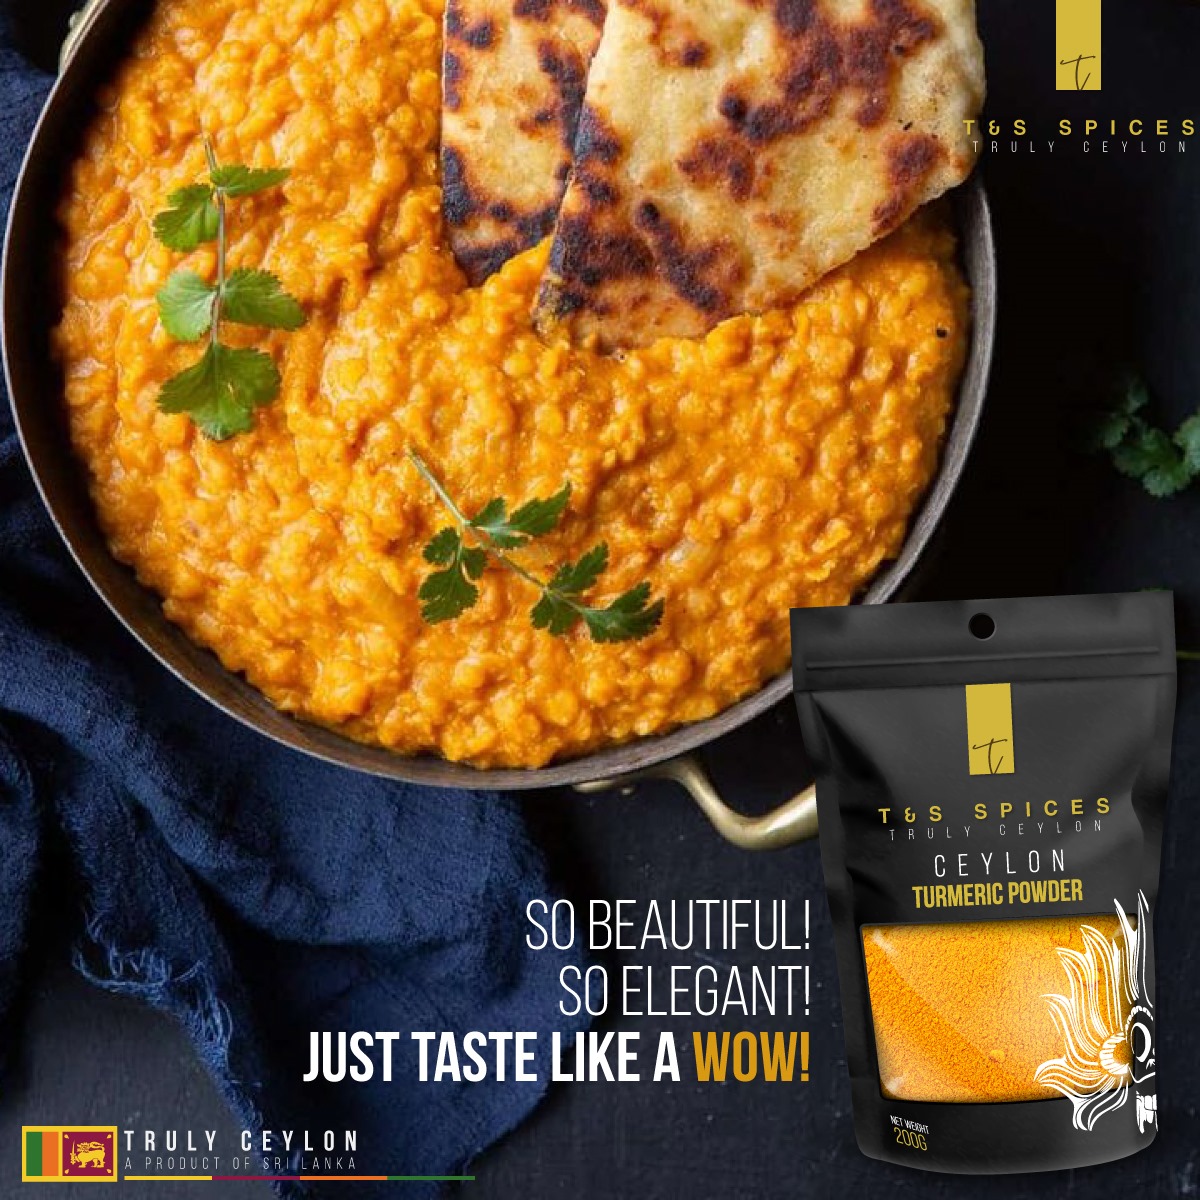 t
T&S SPICES
TRULY CEYLON
t
T&S SPICES
TRULY CEYLON
CEYLON
TURMERIC POWDER
SO BEAUTIFUL!
SO ELEGANT!
JUST TASTE LIKE A WOW!
NET WEIGHT
200G
TRULY CEYLON
A PRODUCT OF SRI LANKA